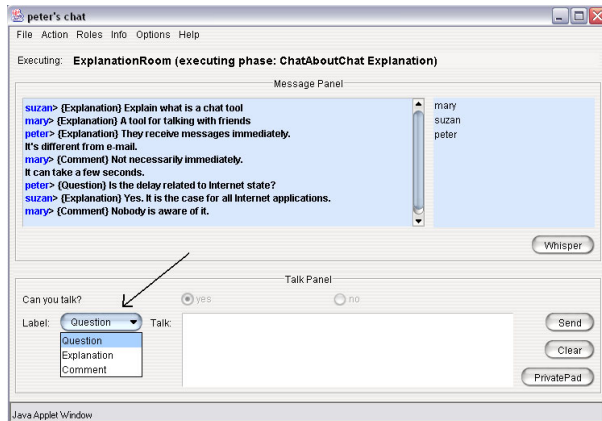 peter's chat
File Action Roles Info Options Help
Executing: ExplanationRoom (executing phase: ChatAboutChat Explanation)
Message Panel
suzan> {Explanation} Explain what is a chat tool
mary> {Explanation} A tool for talking with friends
peter> {Explanation} They receive messages immediately.
It's different from e-mail.
mary> {Comment} Not necessarily immediately.
It can take a few seconds.
peter> {Question} Is the delay related to Internet state?
suzan> {Explanation} Yes. It is the case for all Internet applications.
mary> {Comment} Nobody is aware of it.
mary
suzan
peter
Whisper
Talk Panel
Can you talk? yes no
Label: Question Talk:
Question
Explanation
Comment
Send
Clear
PrivatePad
Java Applet Window